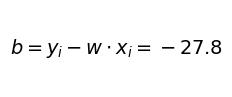 b = y_i − w · x_i = − 27.8